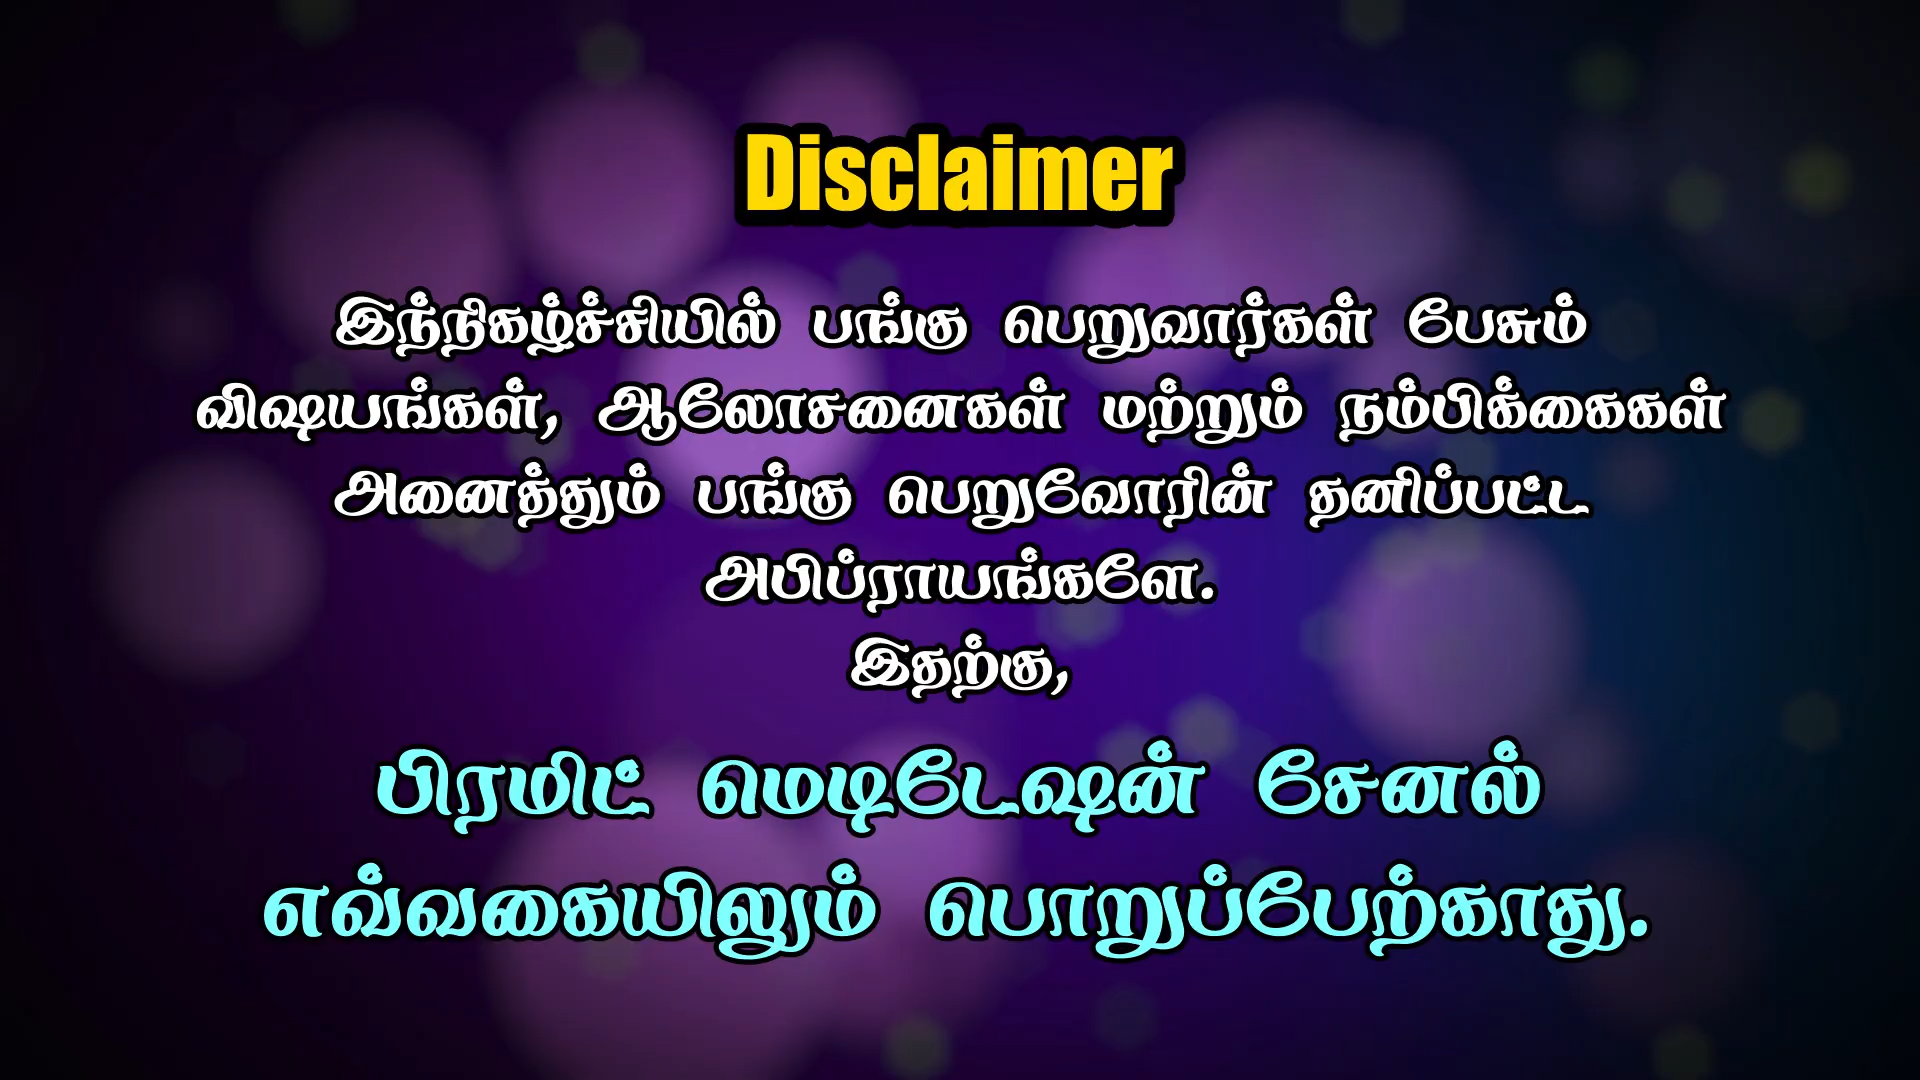 Disclaimer
இந்நிகழ்ச்சியில் பங்கு பெறுவார்கள் பேசும்
விஷயங்கள், ஆலோசனைகள் மற்றும் நம்பிக்கைகள்
அனைத்தும் பங்கு பெறுவோரின் தனிப்பட்ட
அபிப்ராயங்களே.
இதற்கு,
பிரமிட் மெடிடேஷன் சேனல்
எவ்வகையிலும் பொறுப்பேற்காது.